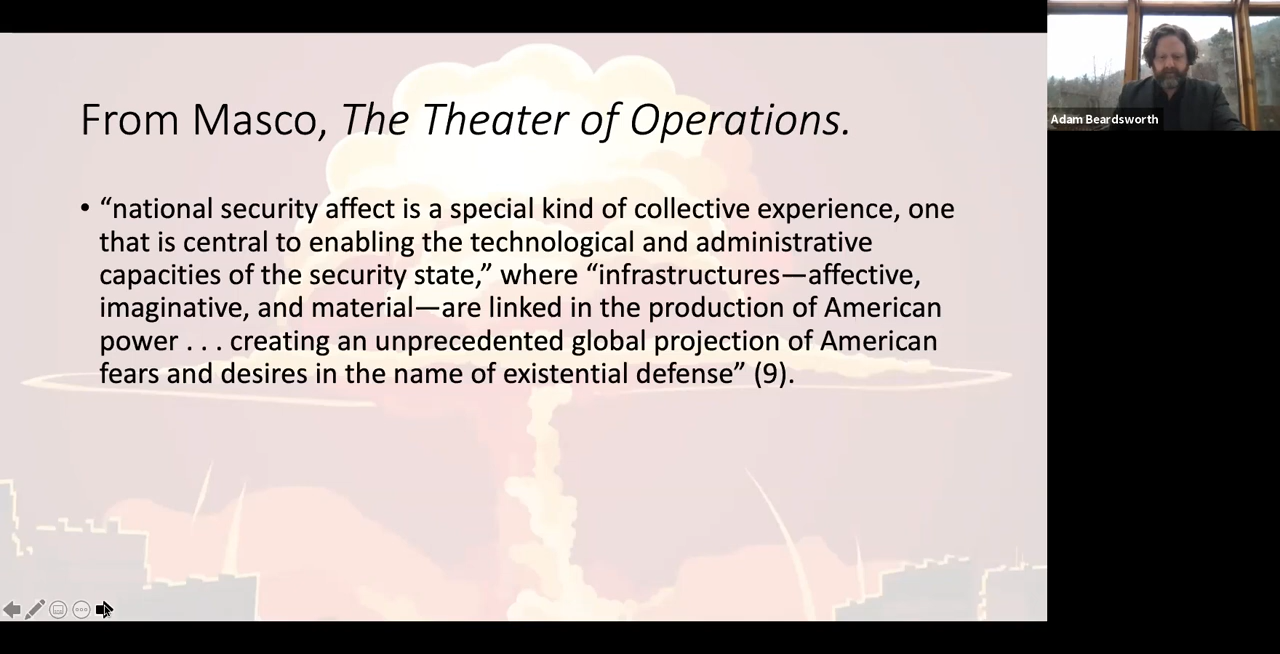 From Masco, The Theater of Operations.
• “national security affect is a special kind of collective experience, one
that is central to enabling the technological and administrative
capacities of the security state,” where “infrastructures—affective,
imaginative, and material—are linked in the production of American
power . . . creating an unprecedented global projection of American
fears and desires in the name of existential defense” (9).
Adam Beardsworth